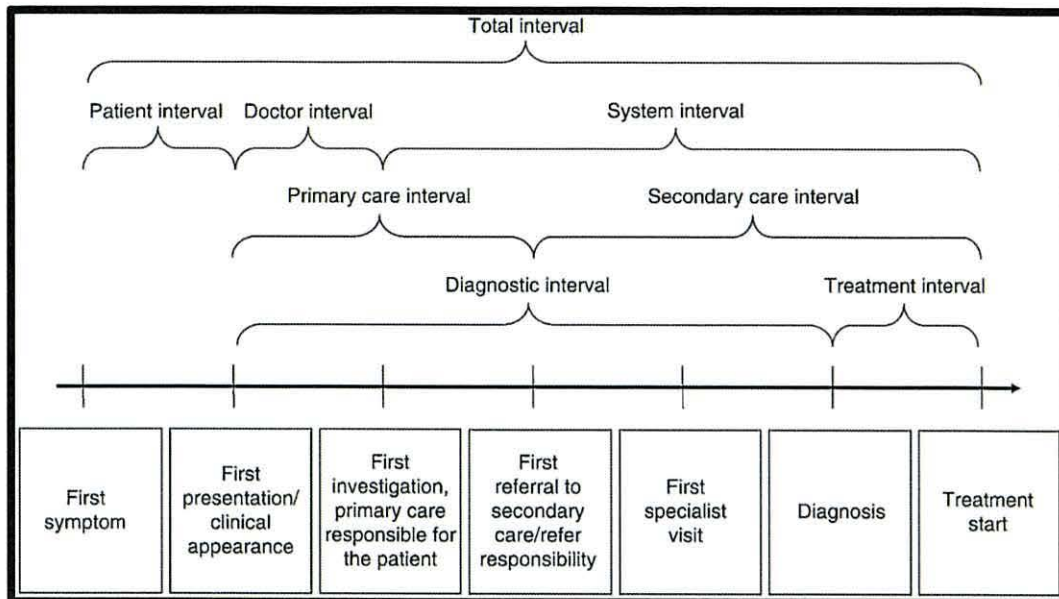 Total interval
Patient interval Doctor interval System interval
Primary care interval Secondary care interval
Diagnostic interval Treatment interval
First
symptom
First
presentation/
clinical
appearance
First
investigation,
primary care
responsible for
the patient
First
referral to
secondary
care/refer
responsibility
First
specialist
visit
Diagnosis
Treatment
start